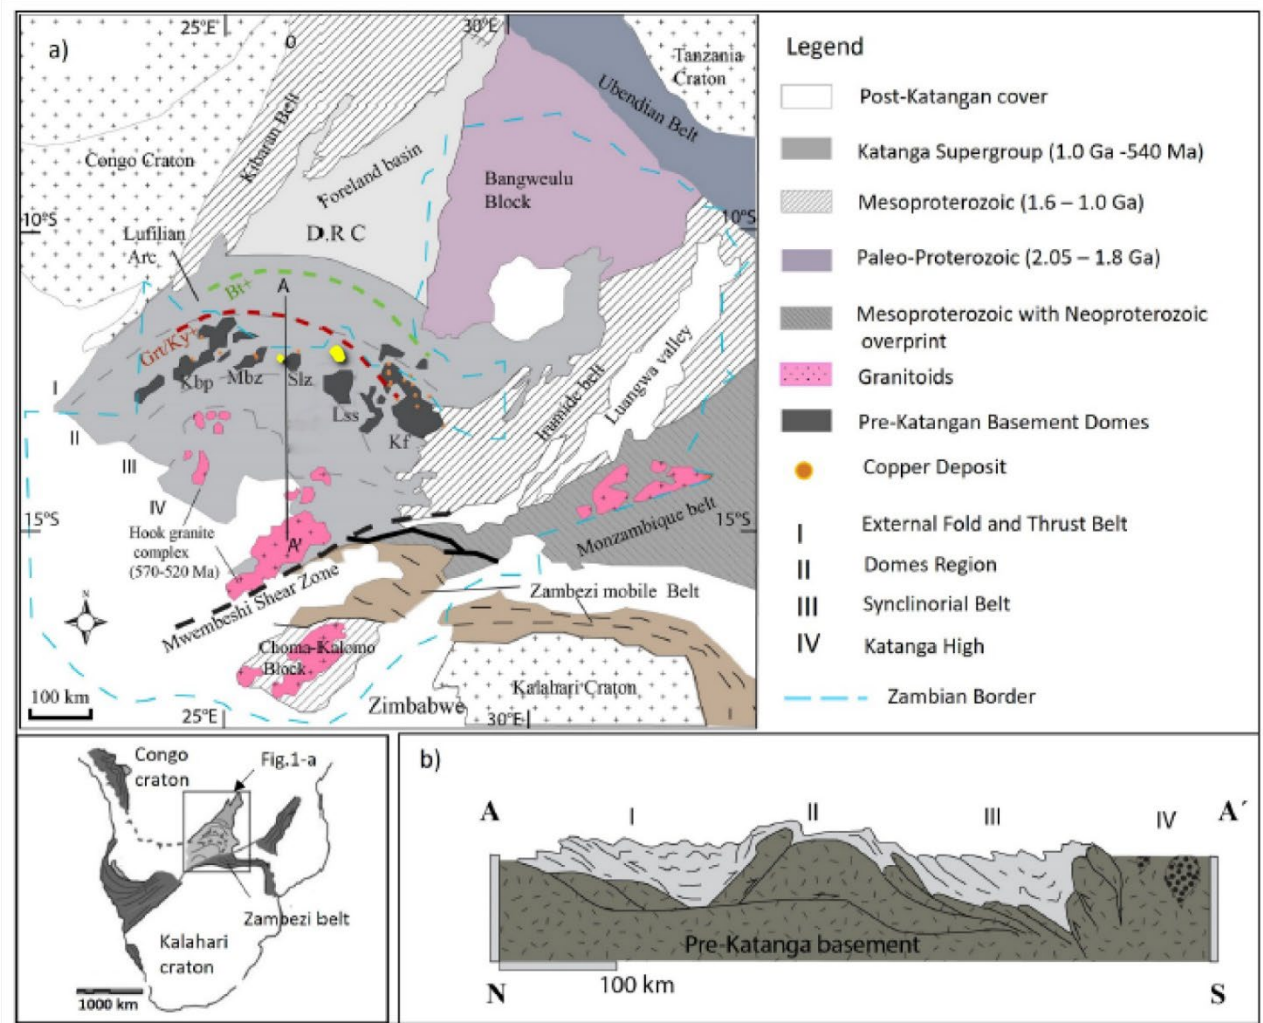 a)
25°E
0
30°E
Tanzania
Craton
Ubendian Belt
Kibaran Belt
Congo Craton
Foreland basin
Bangweulu
Block
10°S
10°S
Lufilian
Arc
D.R C
Bt+
A
Grt/Ky+
Kbp
Mbz
Slz
Lss
Kf
I
II
III
IV
Irumide belt
Luangwa valley
15°S
15°S
Hook granite
complex
(570-520 Ma)
A'
Monzambique belt
Mwembeshi Shear Zone
Zambezi mobile Belt
N
Choma-Kalomo
Block
Kalahari Craton
Zimbabwe
100 km
25°E
30°E
Legend
Post-Katangan cover
Katanga Supergroup (1.0 Ga -540 Ma)
Mesoproterozoic (1.6 – 1.0 Ga)
Paleo-Proterozoic (2.05 – 1.8 Ga)
Mesoproterozoic with Neoproterozoic
overprint
Granitoids
Pre-Katangan Basement Domes
Copper Deposit
I External Fold and Thrust Belt
II Domes Region
III Synclinorial Belt
IV Katanga High
Zambian Border
Congo
craton
Fig.1-a
Zambezi belt
Kalahari
craton
1000 km
b)
A I II III IV A´
Pre-Katanga basement
100 km
N S